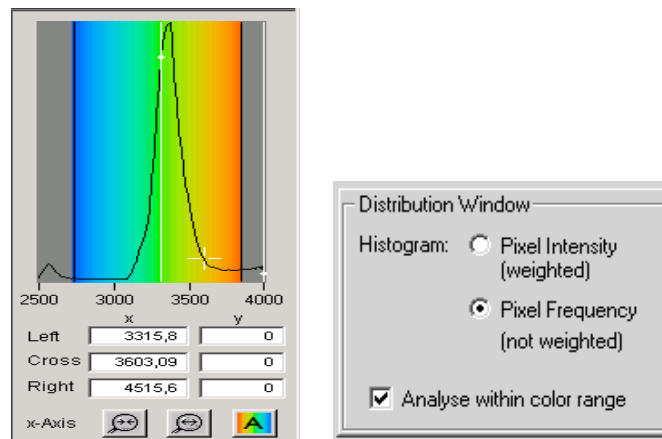 2500 3000 3500 4000
x y
Left 3315,8 0
Cross 3603,09 0
Right 4515,6 0
x-Axis A
Distribution Window
Histogram: Pixel Intensity
(weighted)
Pixel Frequency
(not weighted)
Analyse within color range